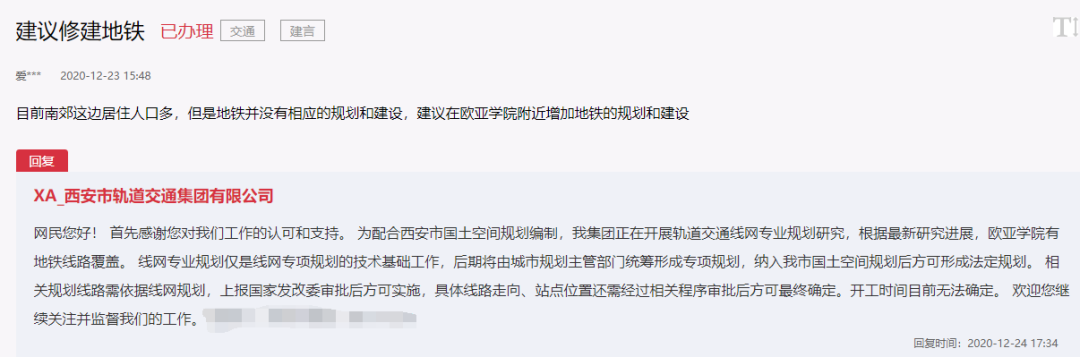 建议修建地铁 已办理 交通 建言
T
爱*** 2020-12-23 15:48
目前南郊这边居住人口多，但是地铁并没有相应的规划和建设，建议在欧亚学院附近增加地铁的规划和建设
回复
XA_西安市轨道交通集团有限公司
网民您好！ 首先感谢您对我们工作的认可和支持。 为配合西安市国土空间规划编制，我集团正在开展轨道交通线网专业规划研究，根据最新研究进展，欧亚学院有
地铁线路覆盖。 线网专业规划仅是线网专项规划的技术基础工作，后期将由城市规划主管部门统筹形成专项规划，纳入我市国土空间规划后方可形成法定规划。 相
关规划线路需依据线网规划，上报国家发改委审批后方可实施，具体线路走向、站点位置还需经过相关程序审批后方可最终确定。开工时间目前无法确定。 欢迎您继
续关注并监督我们的工作。
回复时间：2020-12-24 17:34